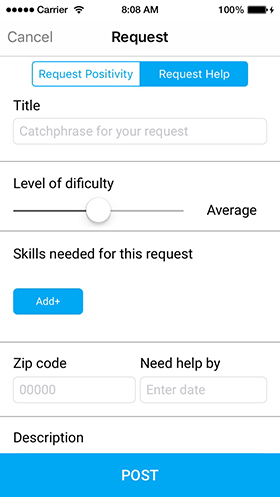 Carrier 8:08 AM 100%
Cancel Request
Request Positivity Request Help
Title
Catchphrase for your request
Level of dificulty
Average
Skills needed for this request
Add+
Zip code Need help by
00000 Enter date
Description
POST